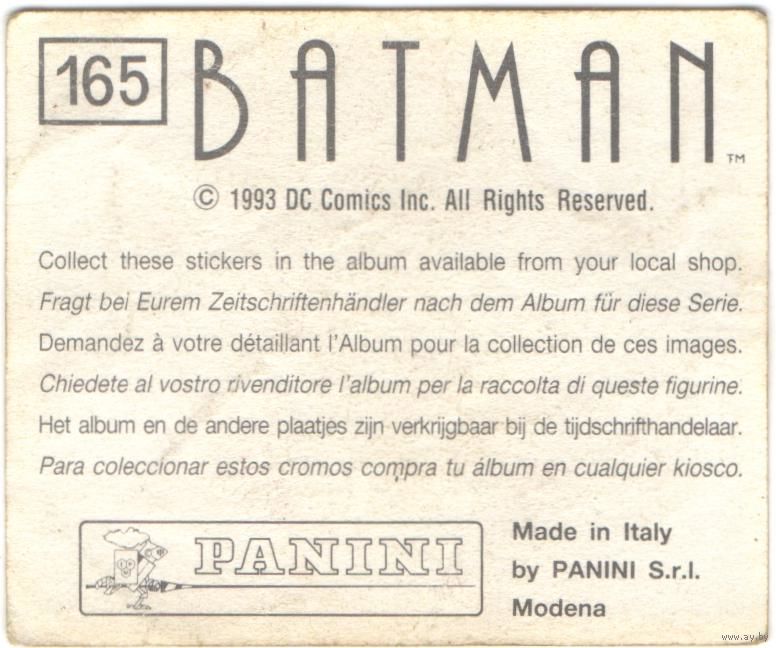 165
BATMAN™
© 1993 DC Comics Inc. All Rights Reserved.
Collect these stickers in the album available from your local shop.
Fragt bei Eurem Zeitschriftenhändler nach dem Album für diese Serie.
Demandez à votre détaillant l'Album pour la collection de ces images.
Chiedete al vostro rivenditore l'album per la raccolta di queste figurine.
Het album en de andere plaatjes zijn verkrijgbaar bij de tijdschrifthandelaar.
Para coleccionar estos cromos compra tu álbum en cualquier kiosco.
PANINI
Made in Italy
by PANINI S.r.l.
Modena
www.ay.by